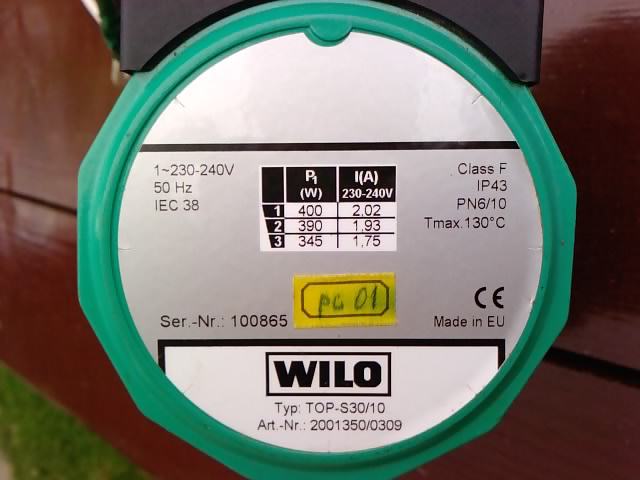 1~230-240V
50 Hz
IEC 38
P1 (W) I(A) 230-240V
1 400 2,02
2 390 1,93
3 345 1,75
Class F
IP43
PN6/10
Tmax.130°C
pu 01
Ser.-Nr.: 100865
CE
Made in EU
WILO
Typ: TOP-S30/10
Art.-Nr.: 2001350/0309